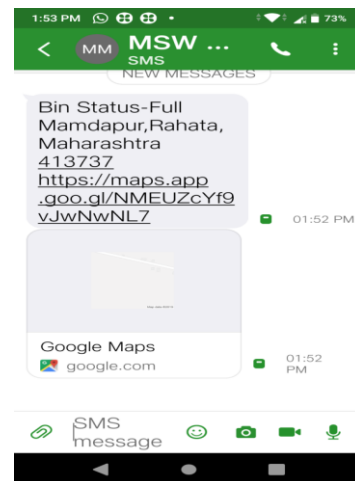 1:53 PM 73%
MM MSW ...
SMS
NEW MESSAGES
Bin Status-Full
Mamdapur,Rahata,
Maharashtra
413737
https://maps.app
.goo.gl/NMEUZcYf9
vJwNwNL7
01:52 PM
Google Maps
google.com
01:52
PM
SMS
message